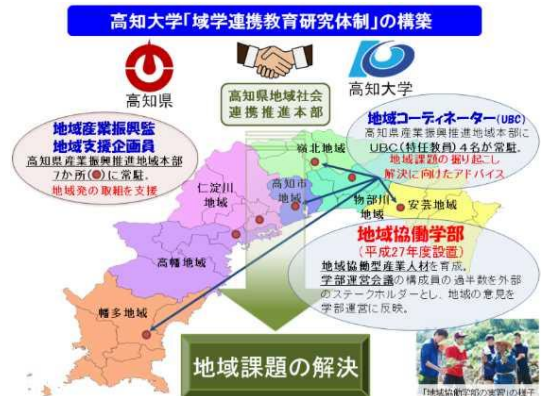 高知大学「域学連携教育研究体制」の構築
高知県
高知県地域社会
連携推進本部
高知大学
地域産業振興監
地域支援企画員
高知県産業振興推進地域本部
7か所(●)に常駐。
地域発の取組を支援
地域コーディネーター(UBC)
高知県産業振興推進地域本部に
UBC(特任教員)4名が常駐。
地域課題の掘り起こし
解決に向けたアドバイス
嶺北地域
仁淀川
地域
高知市
地域
物部川
地域
安芸地域
高幡地域
幡多地域
地域協働学部
(平成27年度設置)
地域協働型産業人材を育成。
学部運営会議の構成員の過半数を外部
のステークホルダーとし、地域の意見を
学部運営に反映。
地域課題の解決
「地域協働学部の実習」の様子